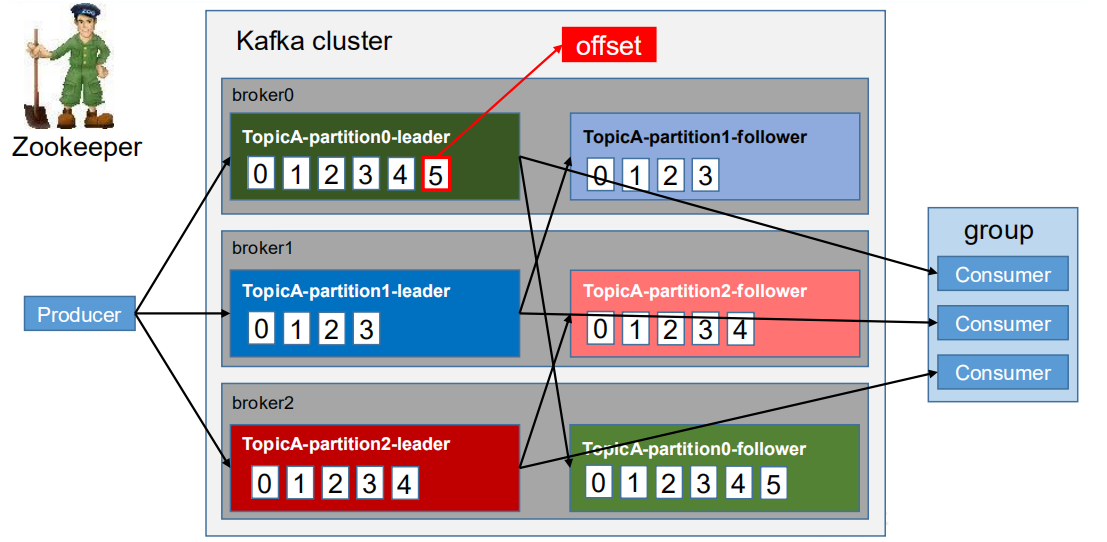 ZOO
Zookeeper
Kafka cluster
offset
broker0
TopicA-partition0-leader
0 1 2 3 4 5
TopicA-partition1-follower
0 1 2 3
broker1
TopicA-partition1-leader
0 1 2 3
TopicA-partition2-follower
0 1 2 3 4
broker2
TopicA-partition2-leader
0 1 2 3 4
TopicA-partition0-follower
0 1 2 3 4 5
Producer
group
Consumer
Consumer
Consumer